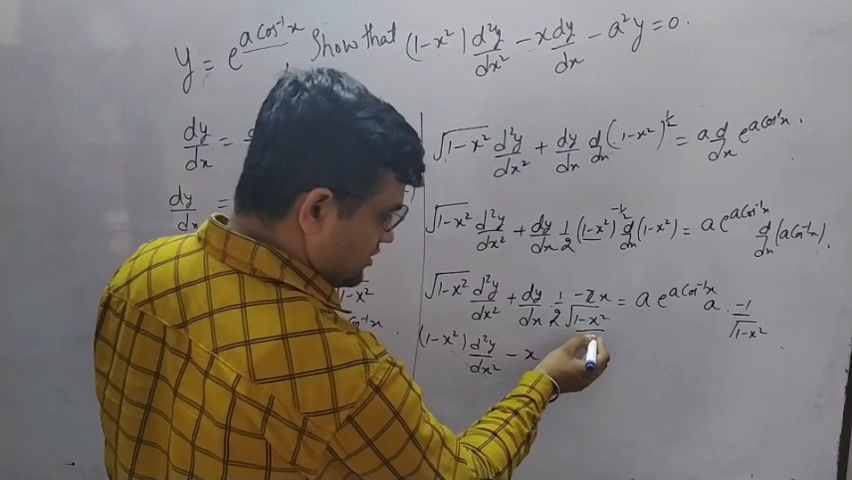 y = e^{a cos⁻¹x} Show that (1-x²) d²y/dx² - x dy/dx - a²y = 0.
dy/dx =
dy/dx =
√1-x² d²y/dx² + dy/dx d/dx (1-x²)^{1/2} = a d/dx e^{a cos⁻¹x}.
√1-x² d²y/dx² + dy/dx 1/2 (1-x²)^{-1/2} d/dx (1-x²) = a e^{a cos⁻¹x} d/dx (a cos⁻¹x).
√1-x² d²y/dx² + dy/dx · 1/2 -2x/√1-x² = a e^{a cos⁻¹x} a · -1/√1-x²
(1-x²) d²y/dx² - x